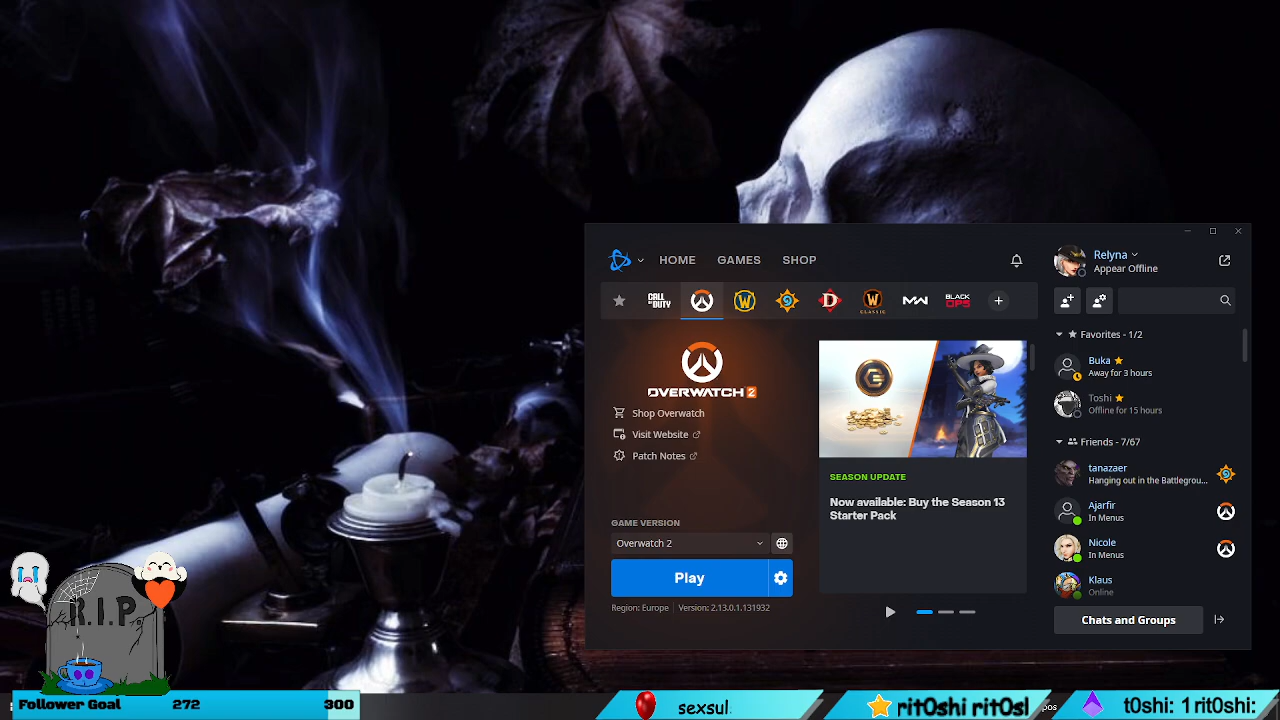 HOME GAMES SHOP
Relyna
Appear Offline
CALL OF DUTY
CLASSIC
MW
BLACK OPS
Favorites - 1/2
Buka
Away for 3 hours
Toshi
Offline for 15 hours
Friends - 7/67
tanazaer
Hanging out in the Battlegrou...
Ajarfir
In Menus
Nicole
In Menus
Klaus
Online
Chats and Groups
OVERWATCH 2
Shop Overwatch
Visit Website
Patch Notes
SEASON UPDATE
Now available: Buy the Season 13
Starter Pack
GAME VERSION
Overwatch 2
Play
Region: Europe Version: 2.13.0.1.131932
R.I.P.
Follower Goal 272 300
sexsul
rit0shi rit0sl
pos
t0shi: 1 rit0shi: